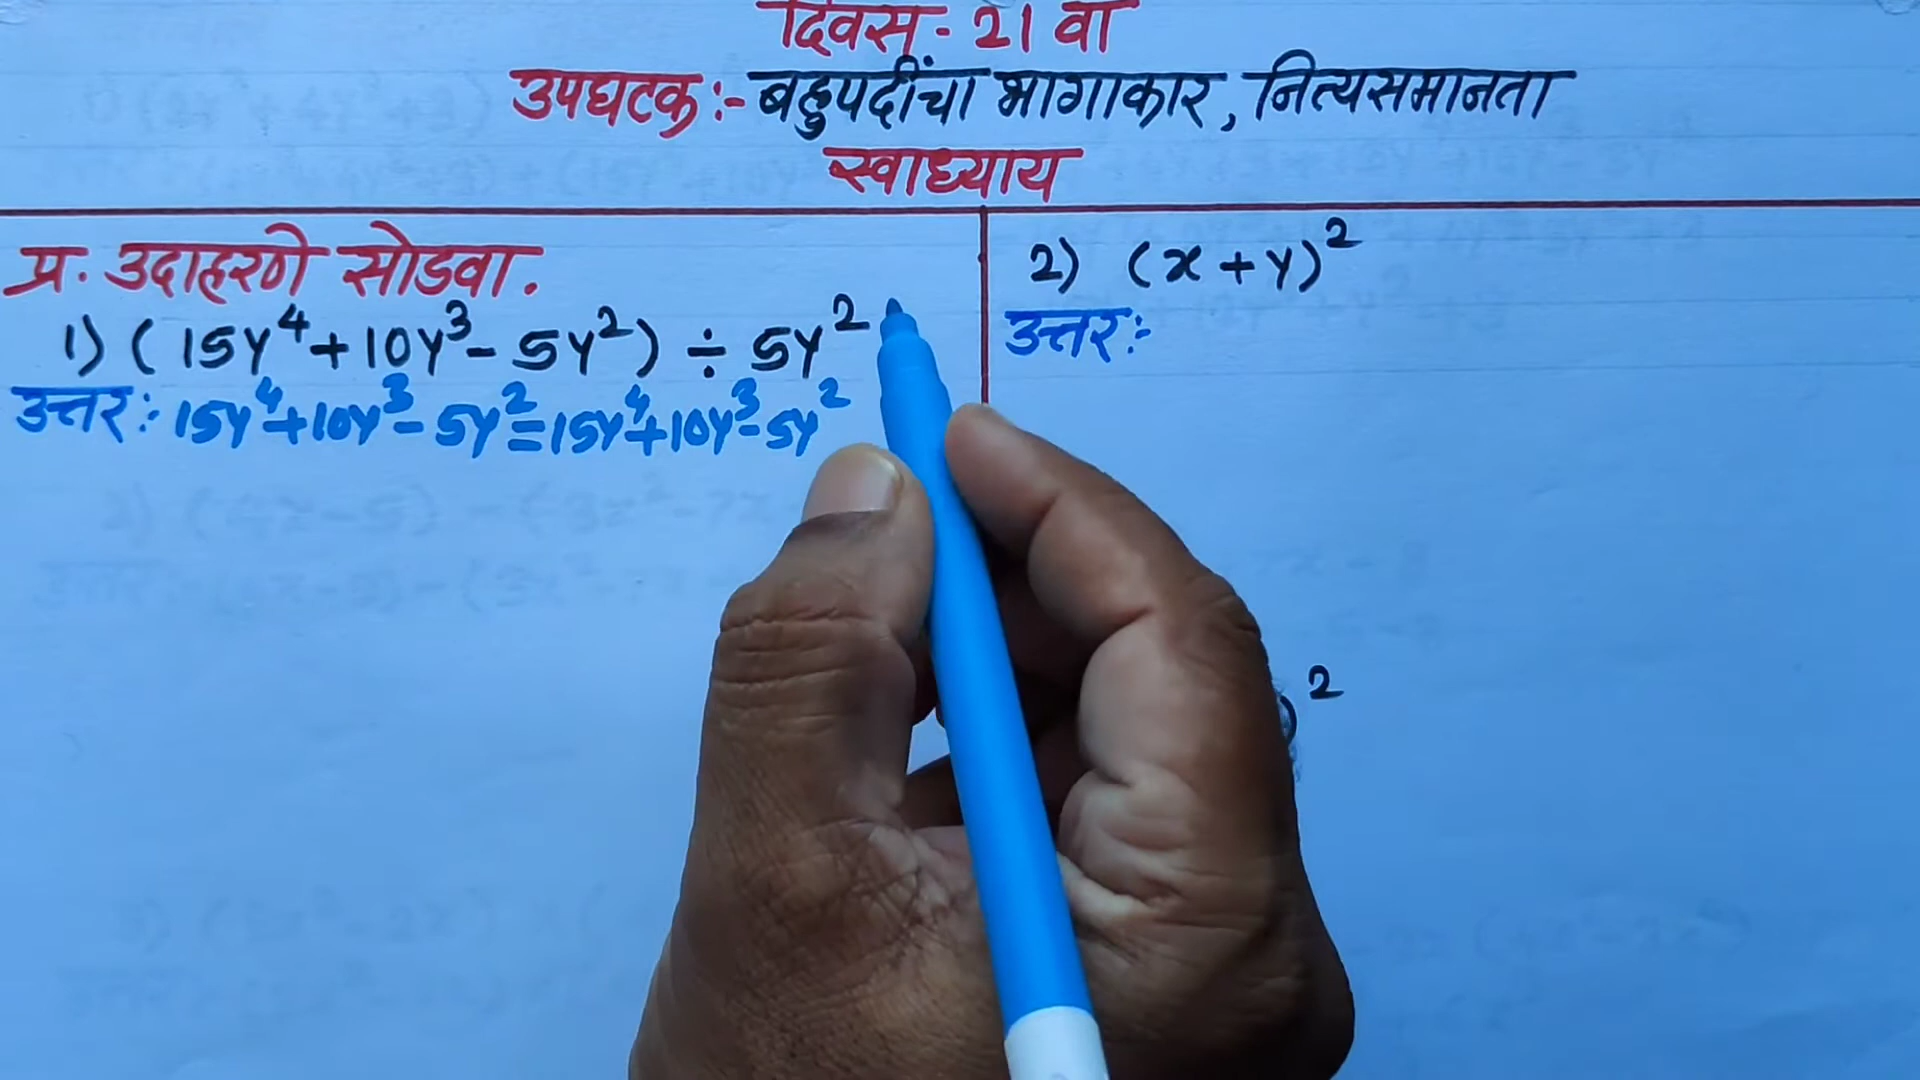 दिवस :- 21 वा
उपघटक :- बहुपदींचा भागाकार, नित्यसमानता
स्वाध्याय
प्र. उदाहरणे सोडवा.
1) (15y⁴ + 10y³ - 5y²) ÷ 5y²
उत्तर :- 15y⁴+10y³-5y² = 15y⁴+10y³-5y²
2) (x + y)²
उत्तर :-
)²